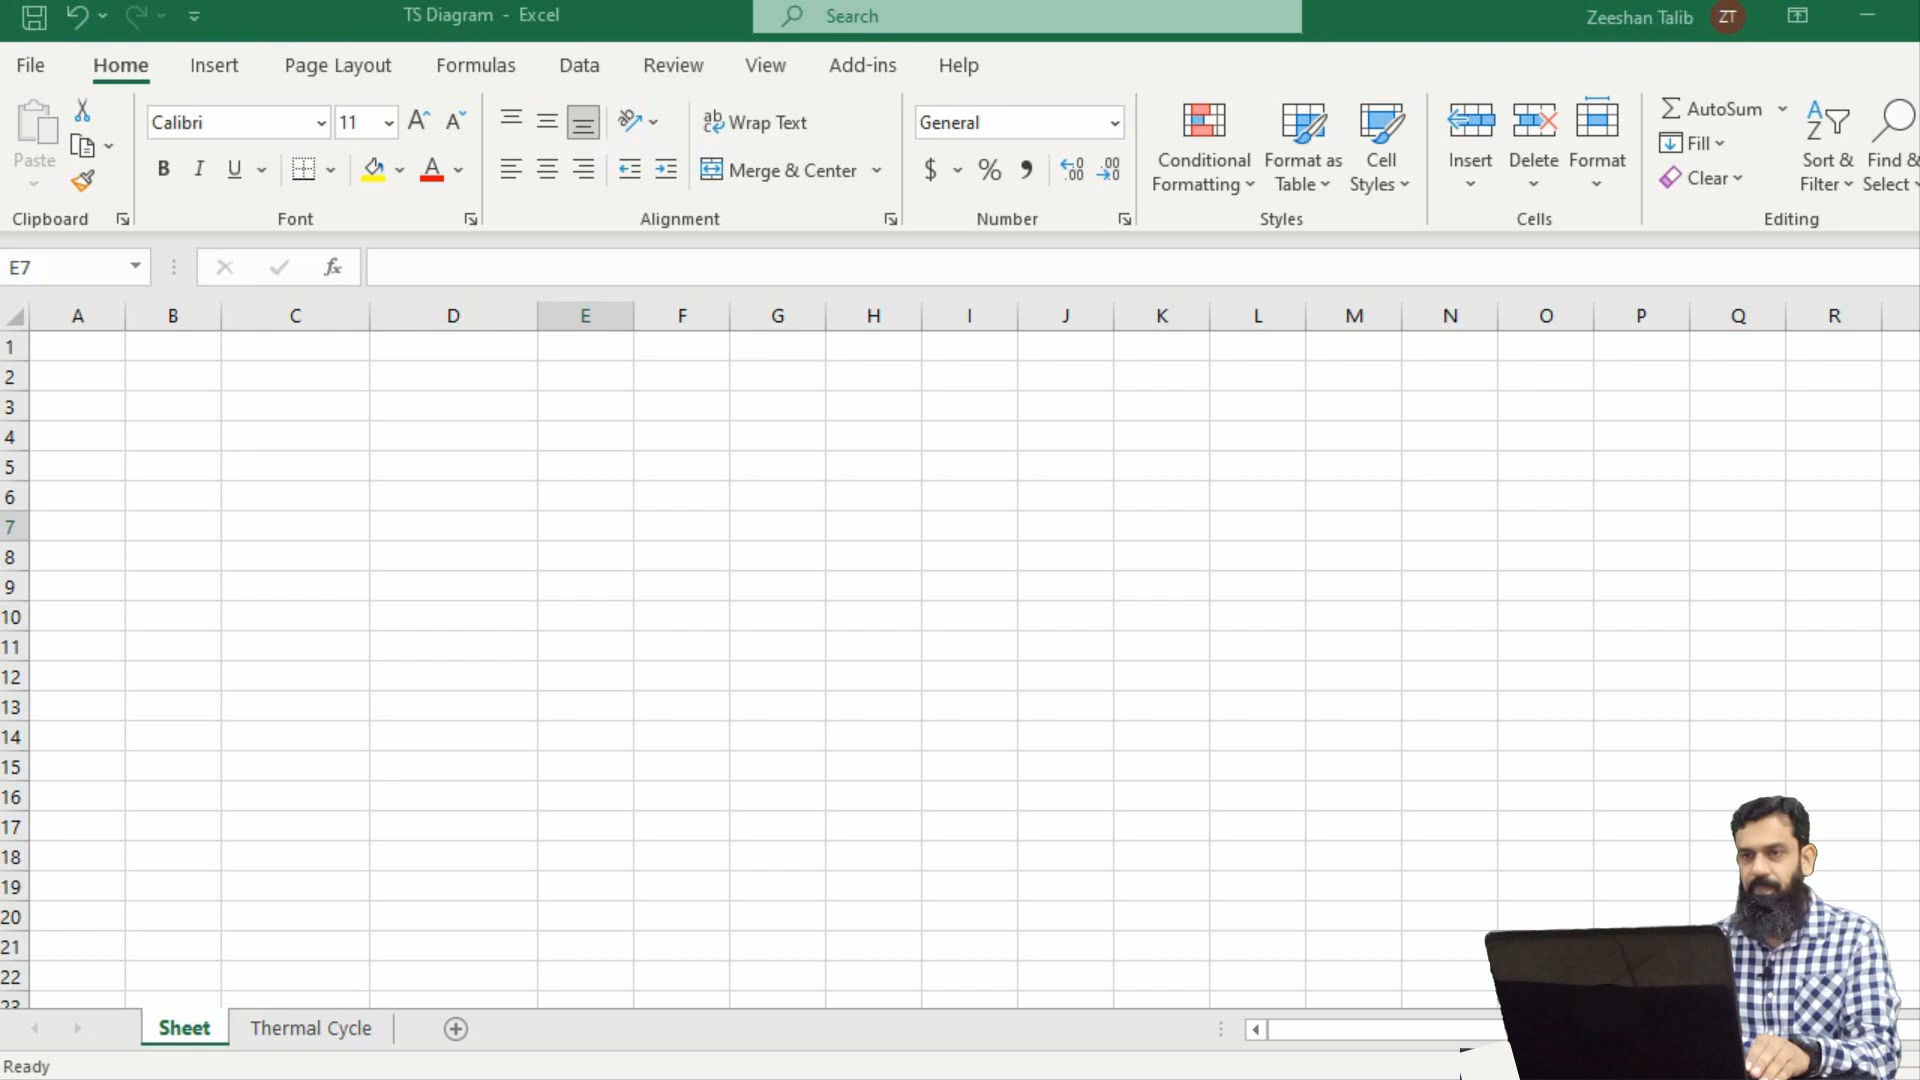 TS Diagram - Excel
Search
Zeeshan Talib
ZT
File Home Insert Page Layout Formulas Data Review View Add-ins Help
Paste
Clipboard
Calibri 11
B I U
Font
Wrap Text
Merge & Center
Alignment
General
$ % ,
Number
Conditional Formatting
Format as Table
Cell Styles
Styles
Insert Delete Format
Cells
AutoSum
Fill
Clear
Sort & Filter
Find & Select
Editing
E7
fx
A B C D E F G H I J K L M N O P Q R
1
2
3
4
5
6
7
8
9
10
11
12
13
14
15
16
17
18
19
20
21
22
23
Sheet Thermal Cycle
Ready